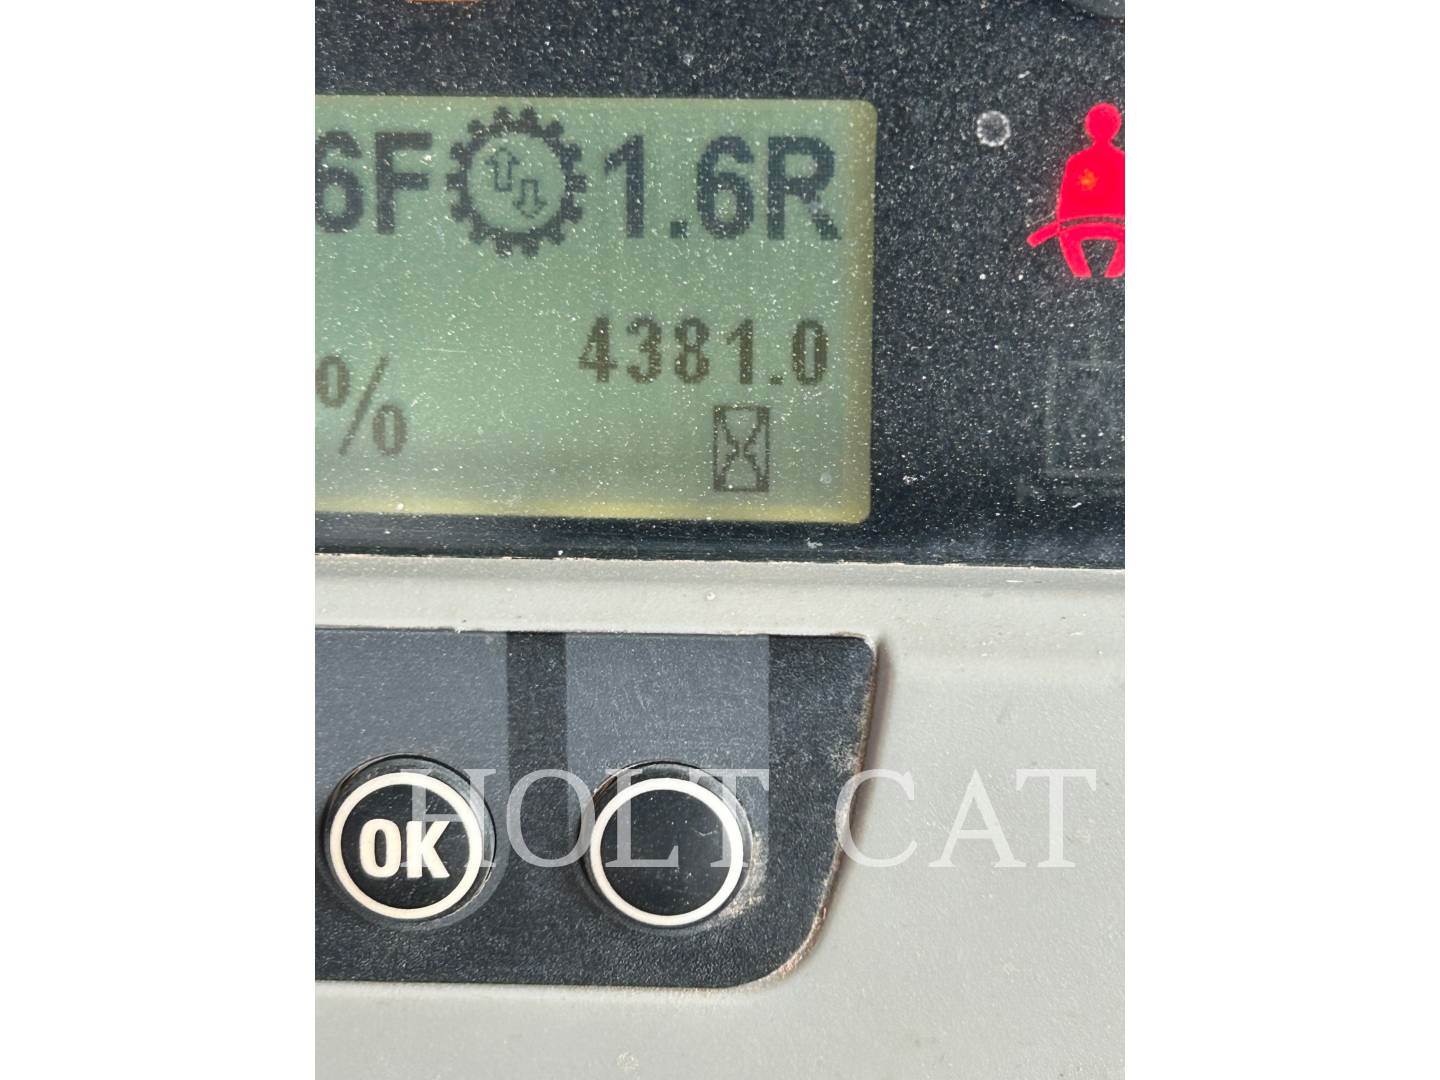 6F 1.6R
4381.0
%
OK
HOLT CAT